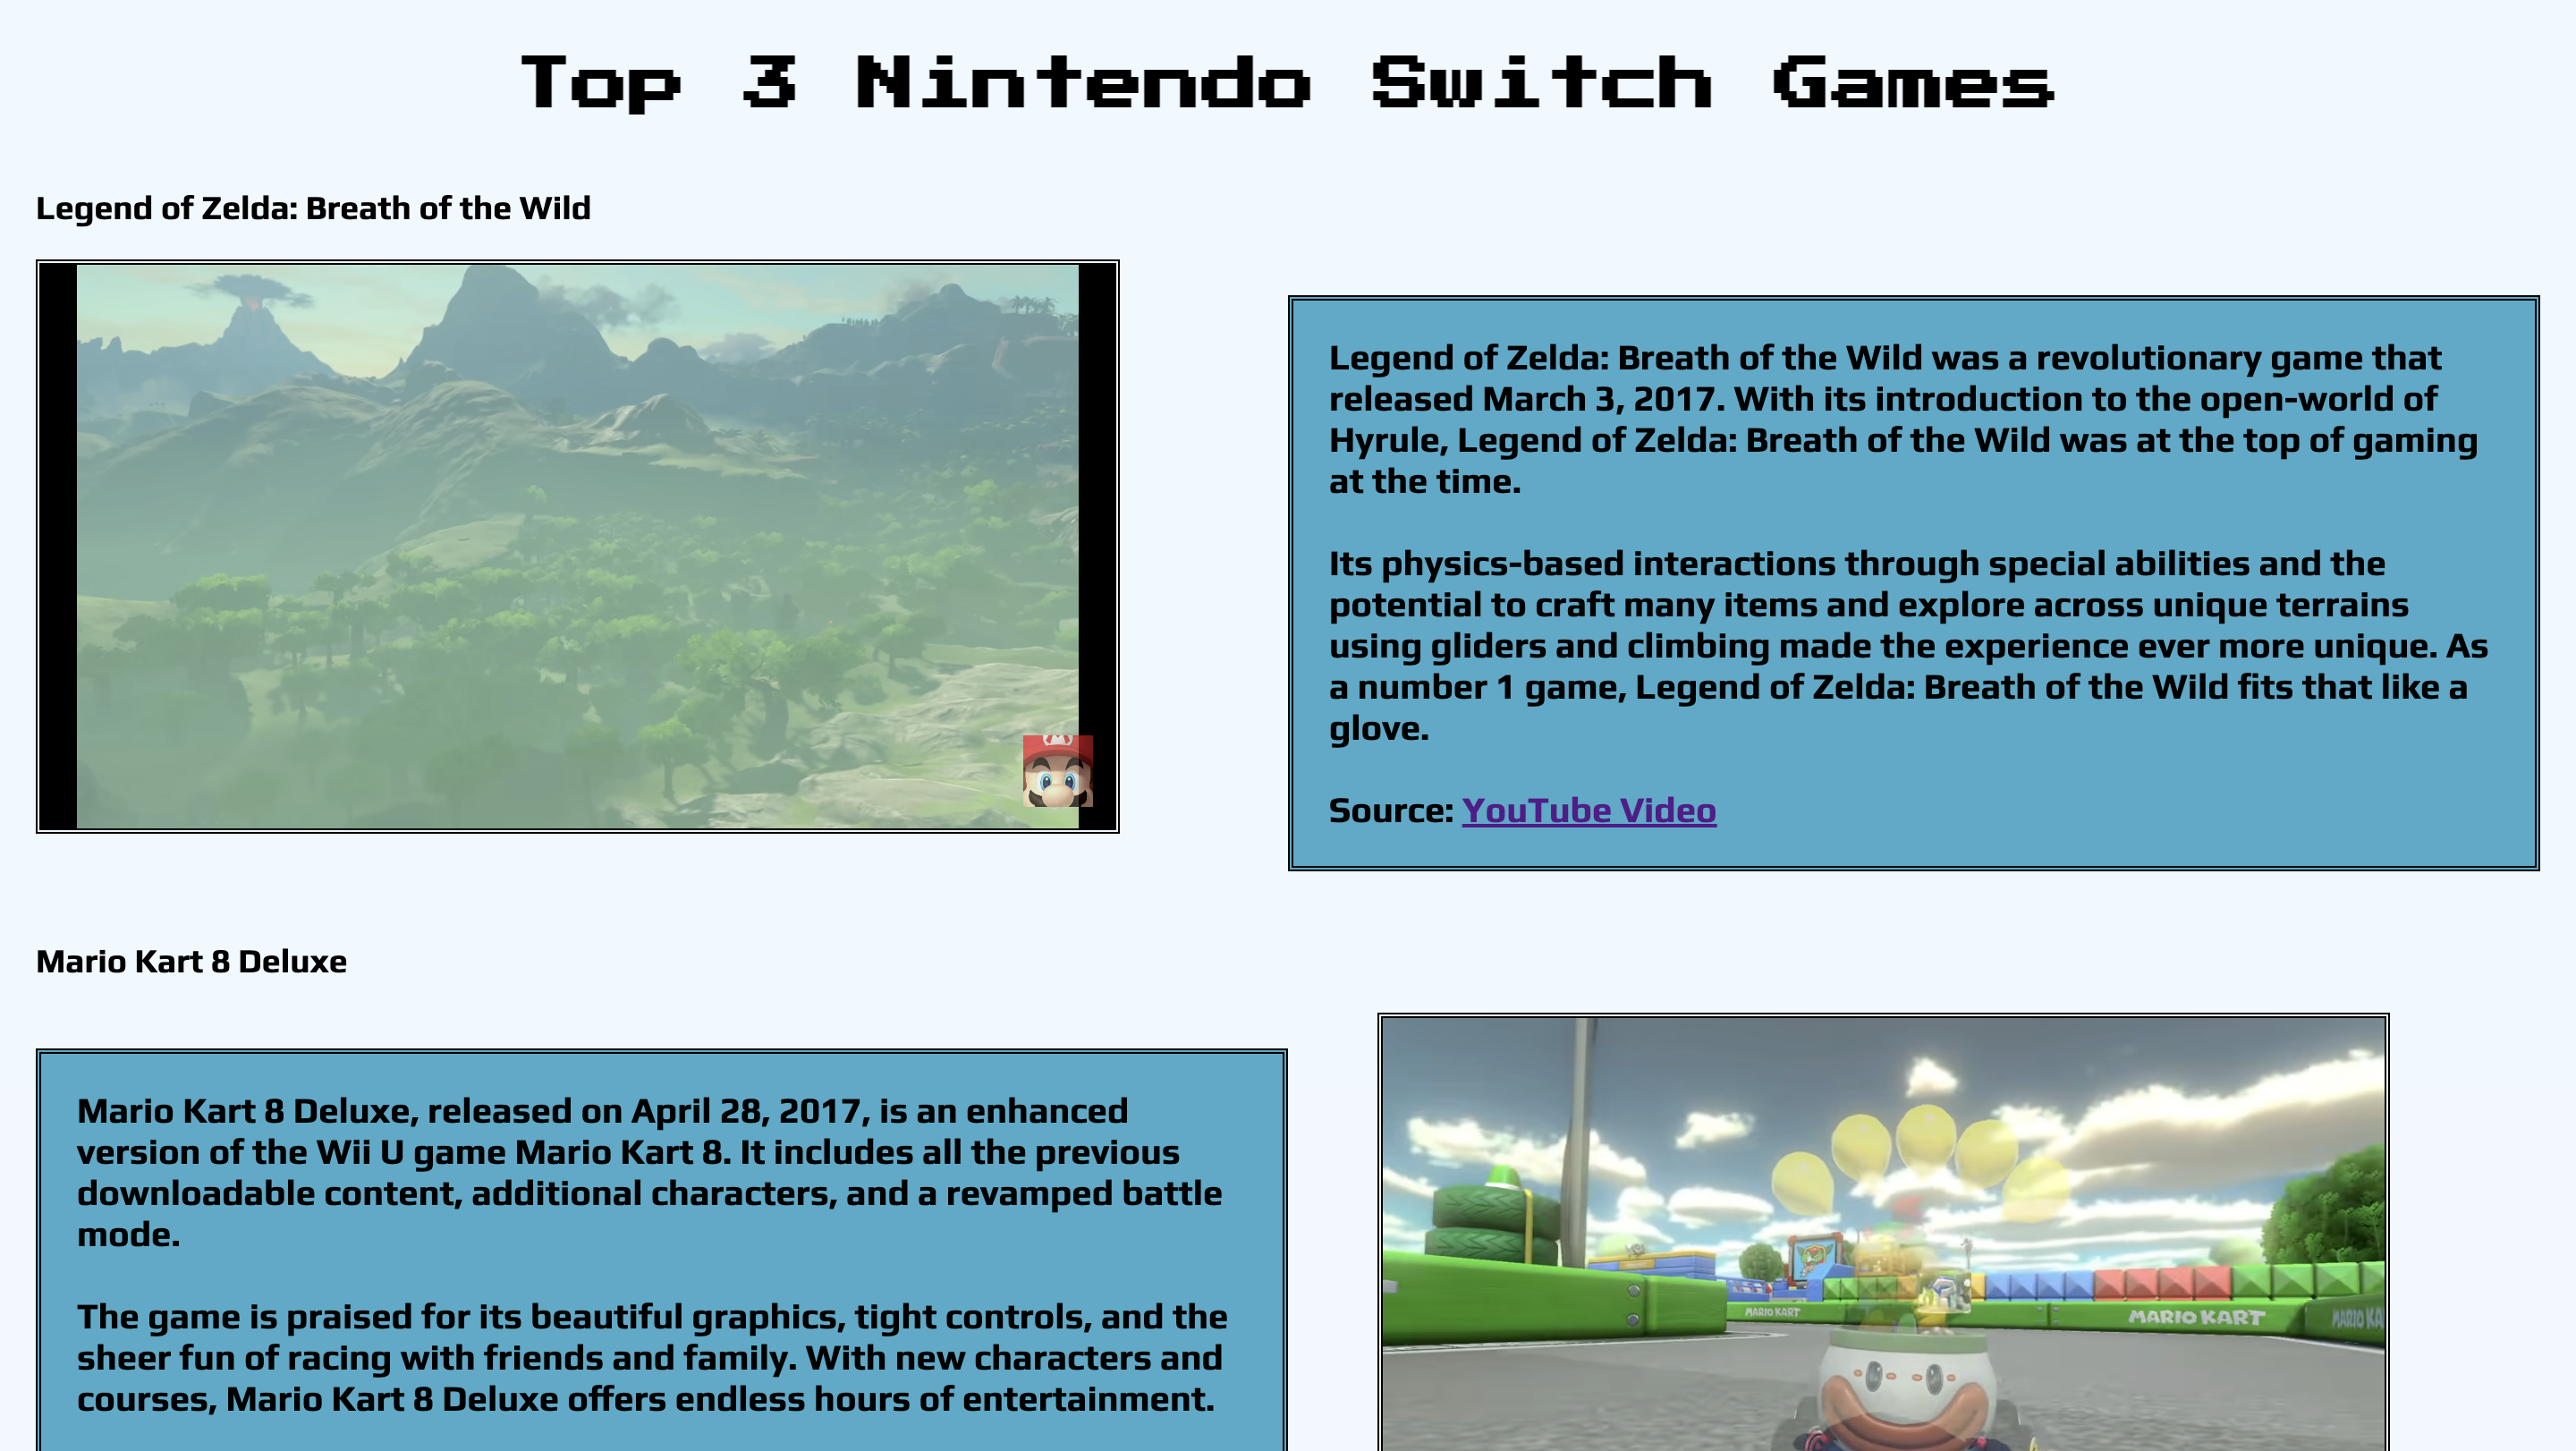 Top 3 Nintendo Switch Games
Legend of Zelda: Breath of the Wild
Legend of Zelda: Breath of the Wild was a revolutionary game that
released March 3, 2017. With its introduction to the open-world of
Hyrule, Legend of Zelda: Breath of the Wild was at the top of gaming
at the time.
Its physics-based interactions through special abilities and the
potential to craft many items and explore across unique terrains
using gliders and climbing made the experience ever more unique. As
a number 1 game, Legend of Zelda: Breath of the Wild fits that like a
glove.
Source: YouTube Video
Mario Kart 8 Deluxe
Mario Kart 8 Deluxe, released on April 28, 2017, is an enhanced
version of the Wii U game Mario Kart 8. It includes all the previous
downloadable content, additional characters, and a revamped battle
mode.
The game is praised for its beautiful graphics, tight controls, and the
sheer fun of racing with friends and family. With new characters and
courses, Mario Kart 8 Deluxe offers endless hours of entertainment.
MARIO KART
MARIO KART
MARIO KA